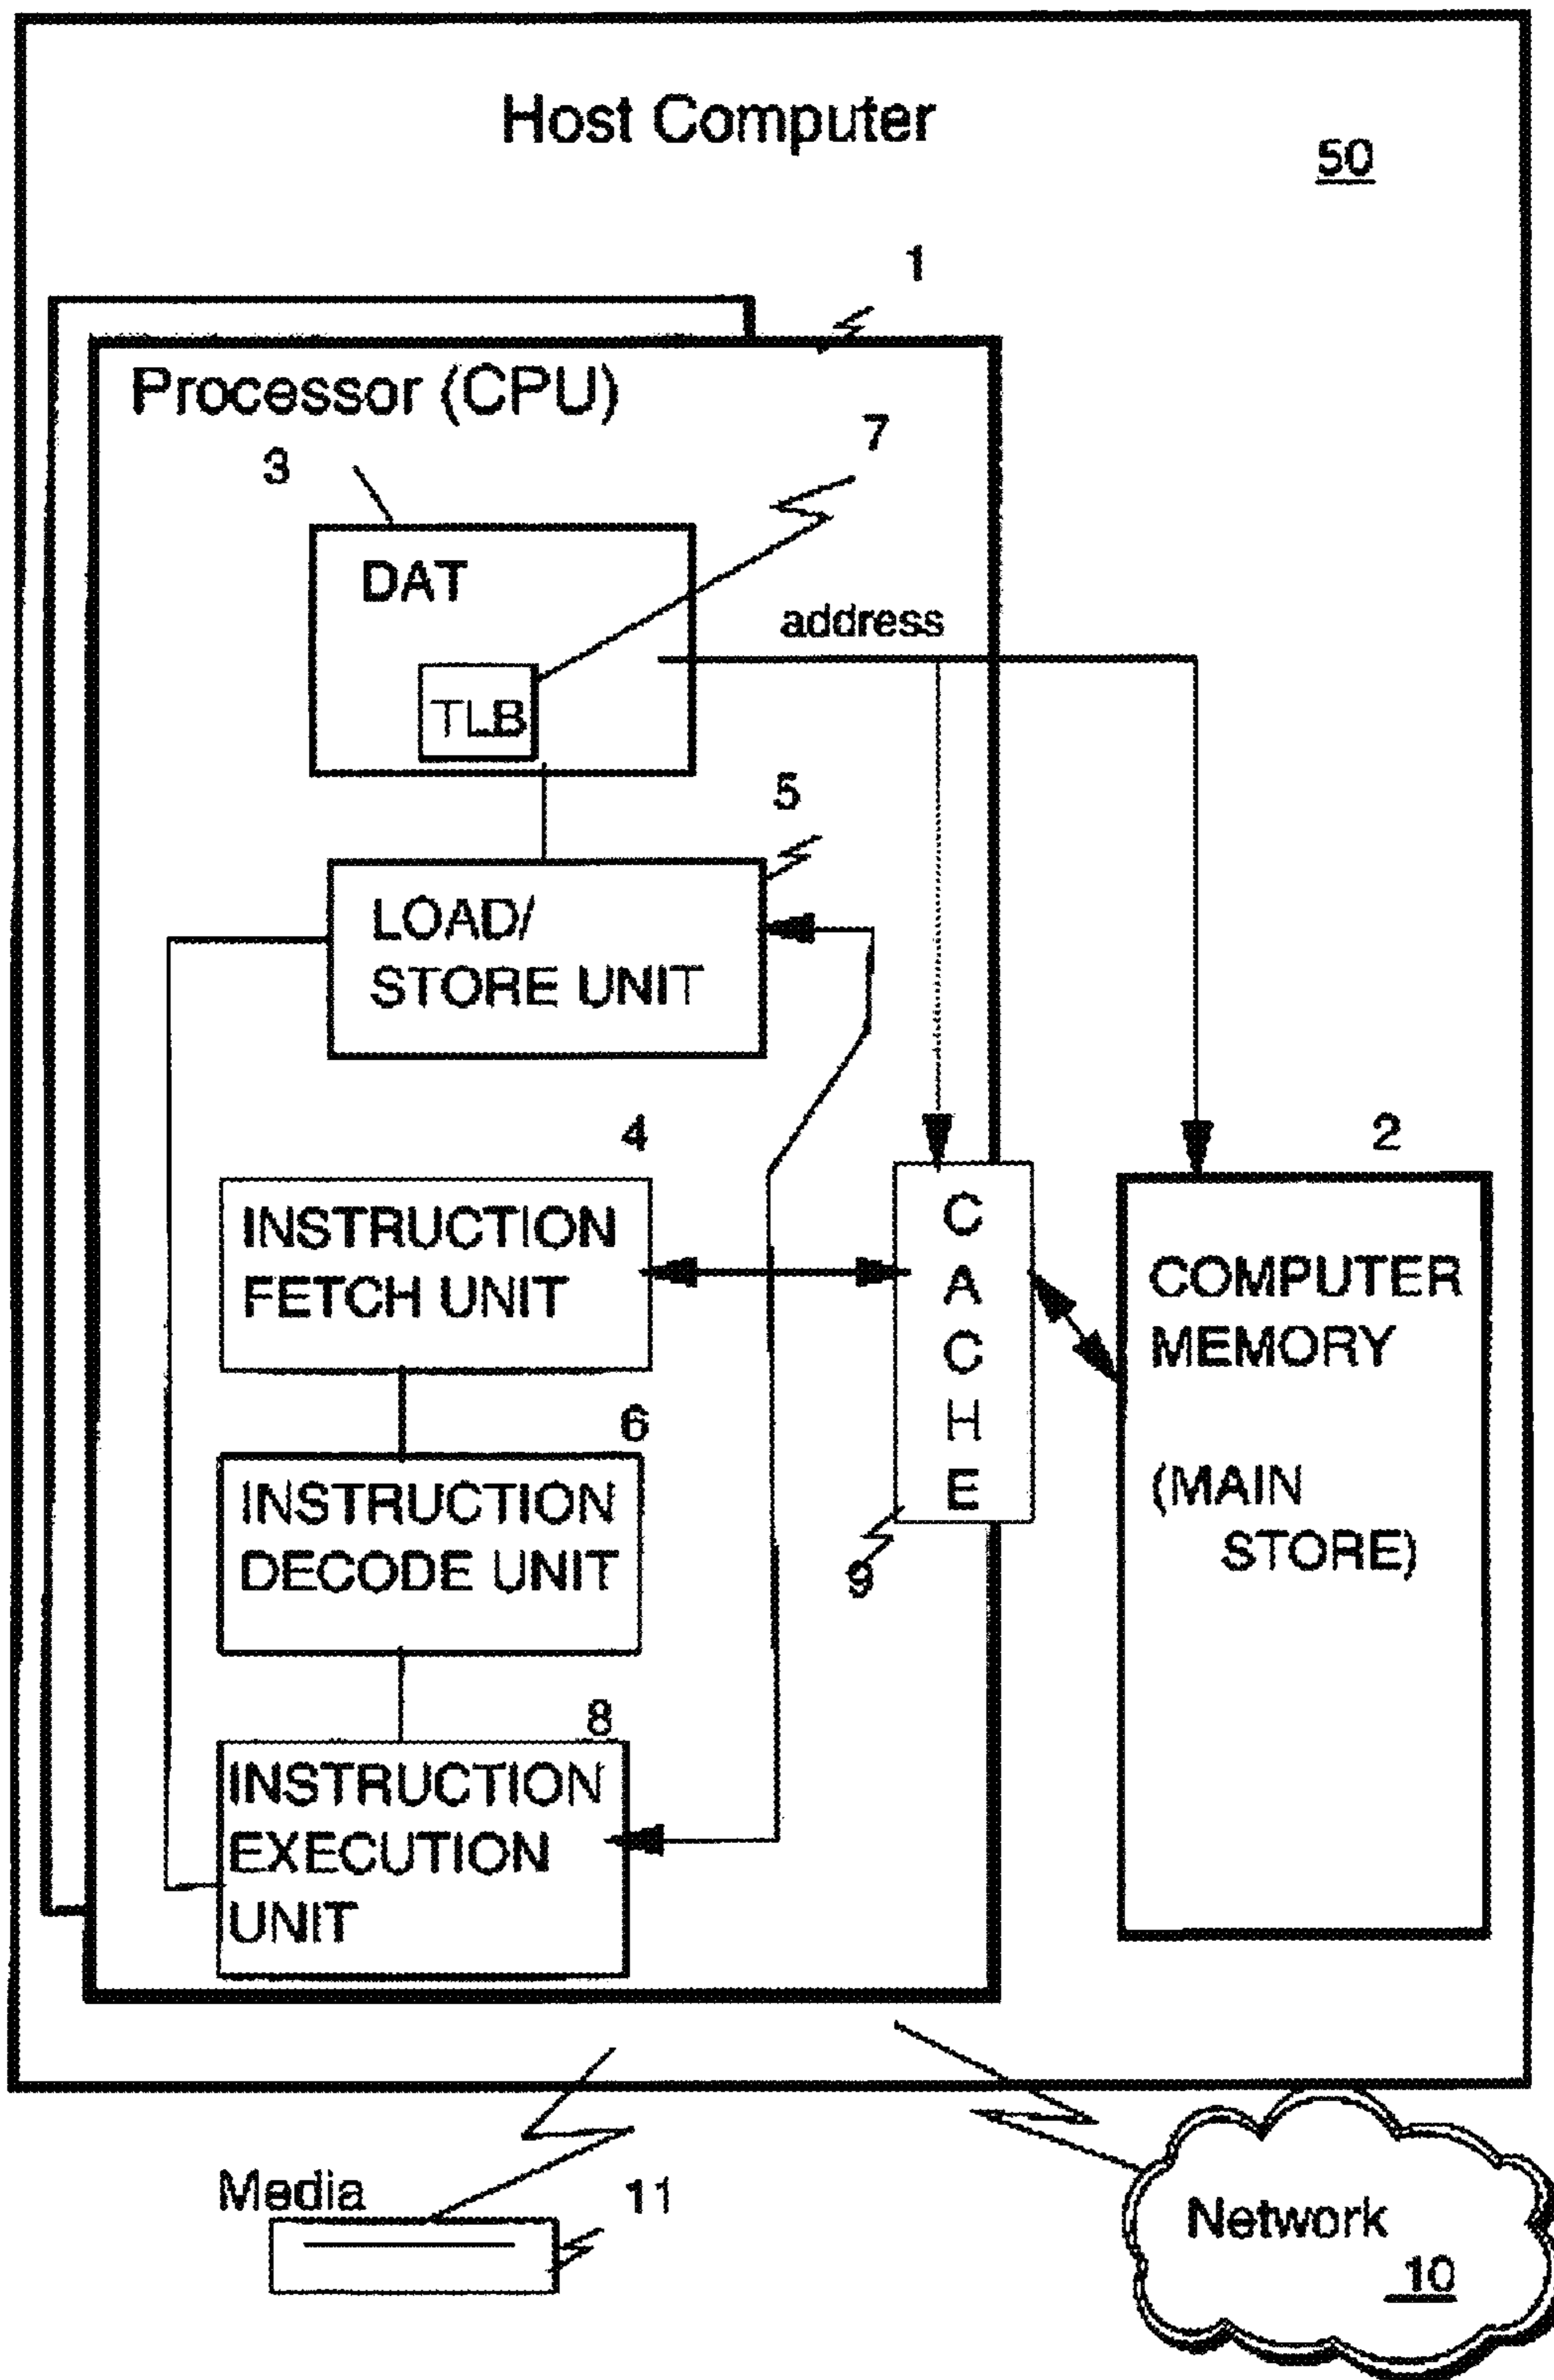 Host Computer
50
1
Processor (CPU)
3
7
DAT
address
TLB
5
LOAD/
STORE UNIT
4
2
INSTRUCTION
FETCH UNIT
CACHE
COMPUTER
MEMORY
(MAIN
STORE)
6
INSTRUCTION
DECODE UNIT
9
8
INSTRUCTION
EXECUTION
UNIT
Media
11
Network
10